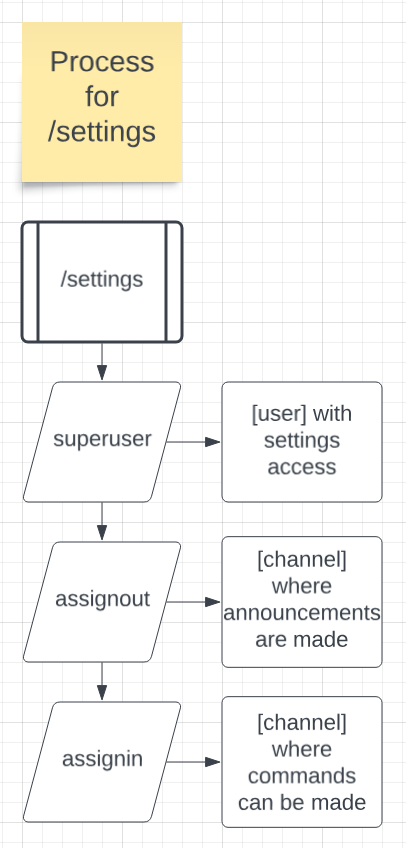 Process
for
/settings
/settings
superuser
[user] with
settings
access
assignout
[channel]
where
announcements
are made
assignin
[channel]
where
commands
can be made